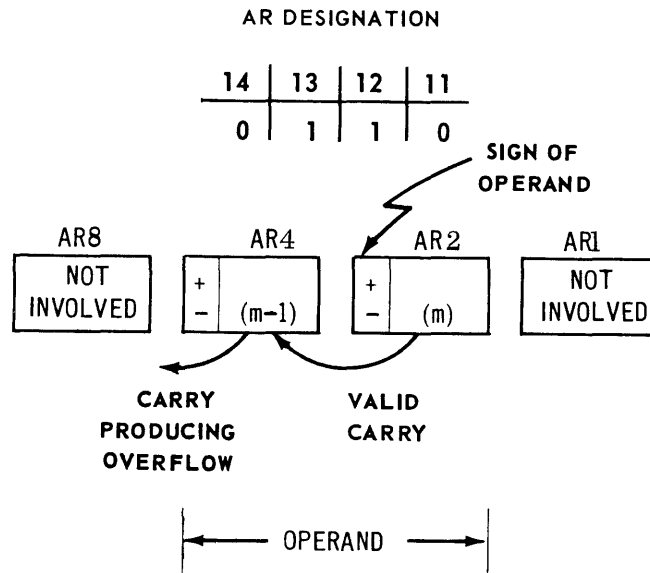 AR DESIGNATION
14 13 12 11
0 1 1 0
SIGN OF
OPERAND
AR8 AR4 AR2 AR1
NOT
INVOLVED
+
−
(m-1)
+
−
(m)
NOT
INVOLVED
CARRY
PRODUCING
OVERFLOW
VALID
CARRY
OPERAND